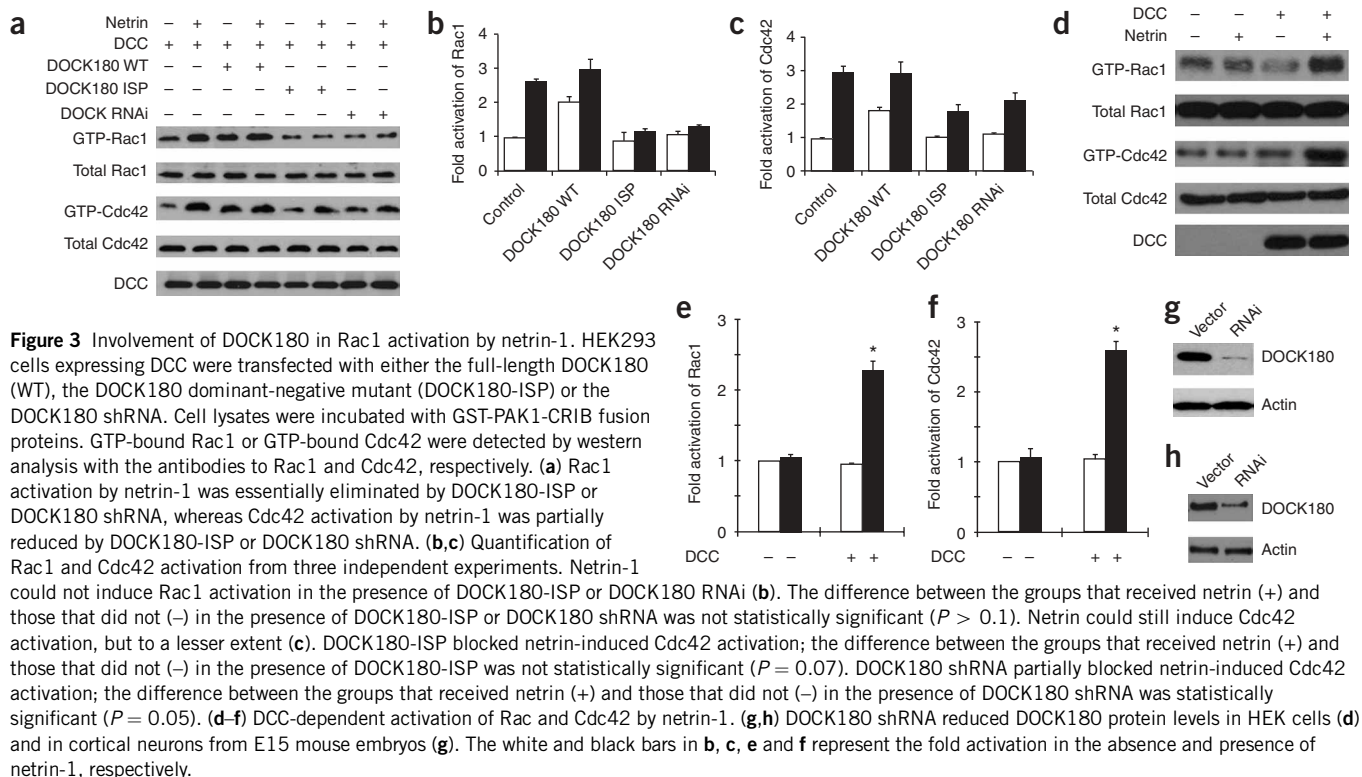 a
Netrin – + – + – + – +
DCC + + + + + + + +
DOCK180 WT – – + + – – – –
DOCK180 ISP – – – – + + – –
DOCK RNAi – – – – – – + +
GTP-Rac1
Total Rac1
GTP-Cdc42
Total Cdc42
DCC
b
Fold activation of Rac1
4
3
2
1
0
Control
DOCK180 WT
DOCK180 ISP
DOCK180 RNAi
c
Fold activation of Cdc42
4
3
2
1
0
Control
DOCK180 WT
DOCK180 ISP
DOCK180 RNAi
d
DCC – – + +
Netrin – + – +
GTP-Rac1
Total Rac1
GTP-Cdc42
Total Cdc42
DCC
e
Fold activation of Rac1
3
2
1
0
*
DCC – – + +
f
Fold activation of Cdc42
3
2
1
0
*
DCC – – + +
g
Vector RNAi
DOCK180
Actin
h
Vector RNAi
DOCK180
Actin
Figure 3 Involvement of DOCK180 in Rac1 activation by netrin-1. HEK293
cells expressing DCC were transfected with either the full-length DOCK180
(WT), the DOCK180 dominant-negative mutant (DOCK180-ISP) or the
DOCK180 shRNA. Cell lysates were incubated with GST-PAK1-CRIB fusion
proteins. GTP-bound Rac1 or GTP-bound Cdc42 were detected by western
analysis with the antibodies to Rac1 and Cdc42, respectively. (a) Rac1
activation by netrin-1 was essentially eliminated by DOCK180-ISP or
DOCK180 shRNA, whereas Cdc42 activation by netrin-1 was partially
reduced by DOCK180-ISP or DOCK180 shRNA. (b,c) Quantification of
Rac1 and Cdc42 activation from three independent experiments. Netrin-1
could not induce Rac1 activation in the presence of DOCK180-ISP or DOCK180 RNAi (b). The difference between the groups that received netrin (+) and
those that did not (–) in the presence of DOCK180-ISP or DOCK180 shRNA was not statistically significant (P > 0.1). Netrin could still induce Cdc42
activation, but to a lesser extent (c). DOCK180-ISP blocked netrin-induced Cdc42 activation; the difference between the groups that received netrin (+) and
those that did not (–) in the presence of DOCK180-ISP was not statistically significant (P = 0.07). DOCK180 shRNA partially blocked netrin-induced Cdc42
activation; the difference between the groups that received netrin (+) and those that did not (–) in the presence of DOCK180 shRNA was statistically
significant (P = 0.05). (d–f) DCC-dependent activation of Rac and Cdc42 by netrin-1. (g,h) DOCK180 shRNA reduced DOCK180 protein levels in HEK cells (d)
and in cortical neurons from E15 mouse embryos (g). The white and black bars in b, c, e and f represent the fold activation in the absence and presence of
netrin-1, respectively.